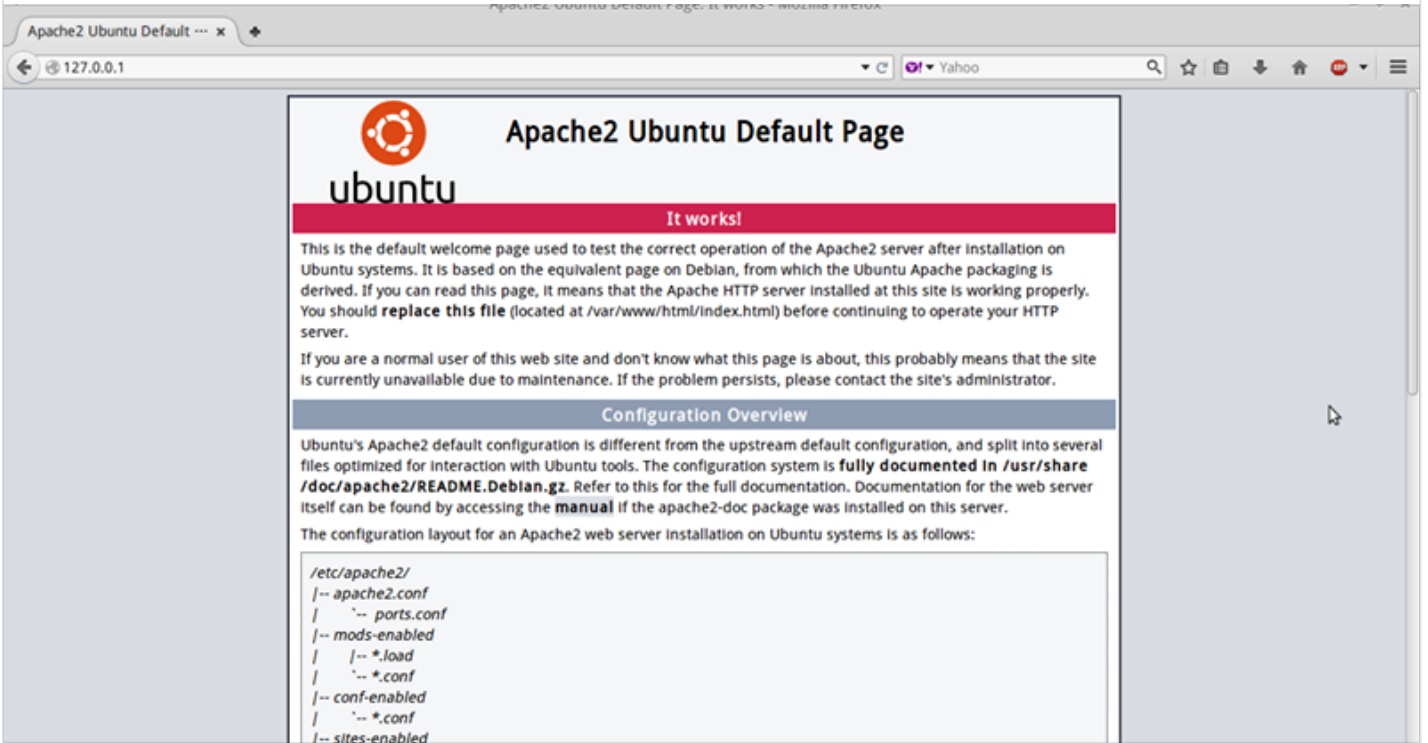 Apache2 Ubuntu Default Page: It works - Mozilla Firefox
Apache2 Ubuntu Default ···
127.0.0.1
Yahoo
ABP
ubuntu
Apache2 Ubuntu Default Page
It works!
This is the default welcome page used to test the correct operation of the Apache2 server after installation on
Ubuntu systems. It is based on the equivalent page on Debian, from which the Ubuntu Apache packaging is
derived. If you can read this page, it means that the Apache HTTP server installed at this site is working properly.
You should replace this file (located at /var/www/html/index.html) before continuing to operate your HTTP
server.
If you are a normal user of this web site and don't know what this page is about, this probably means that the site
is currently unavailable due to maintenance. If the problem persists, please contact the site's administrator.
Configuration Overview
Ubuntu's Apache2 default configuration is different from the upstream default configuration, and split into several
files optimized for interaction with Ubuntu tools. The configuration system is fully documented in /usr/share
/doc/apache2/README.Debian.gz. Refer to this for the full documentation. Documentation for the web server
itself can be found by accessing the manual if the apache2-doc package was installed on this server.
The configuration layout for an Apache2 web server installation on Ubuntu systems is as follows:
/etc/apache2/
|-- apache2.conf
|       `-- ports.conf
|-- mods-enabled
|       |-- *.load
|       `-- *.conf
|-- conf-enabled
|       `-- *.conf
|-- sites-enabled